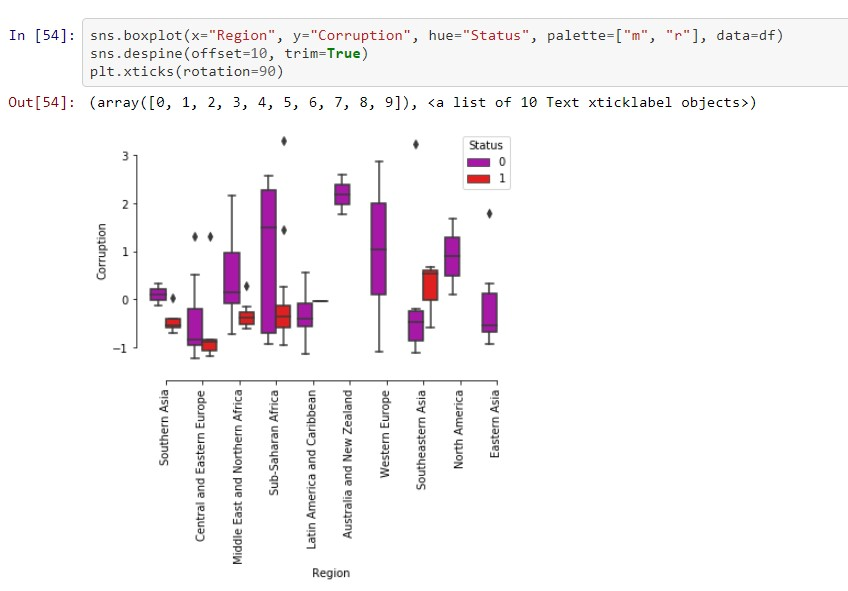 In [54]: sns.boxplot(x="Region", y="Corruption", hue="Status", palette=["m", "r"], data=df)
sns.despine(offset=10, trim=True)
plt.xticks(rotation=90)
Out[54]: (array([0, 1, 2, 3, 4, 5, 6, 7, 8, 9]), <a list of 10 Text xticklabel objects>)
Status
0
1
3
2
1
0
−1
Corruption
Southern Asia
Central and Eastern Europe
Middle East and Northern Africa
Sub-Saharan Africa
Latin America and Caribbean
Australia and New Zealand
Western Europe
Southeastern Asia
North America
Eastern Asia
Region